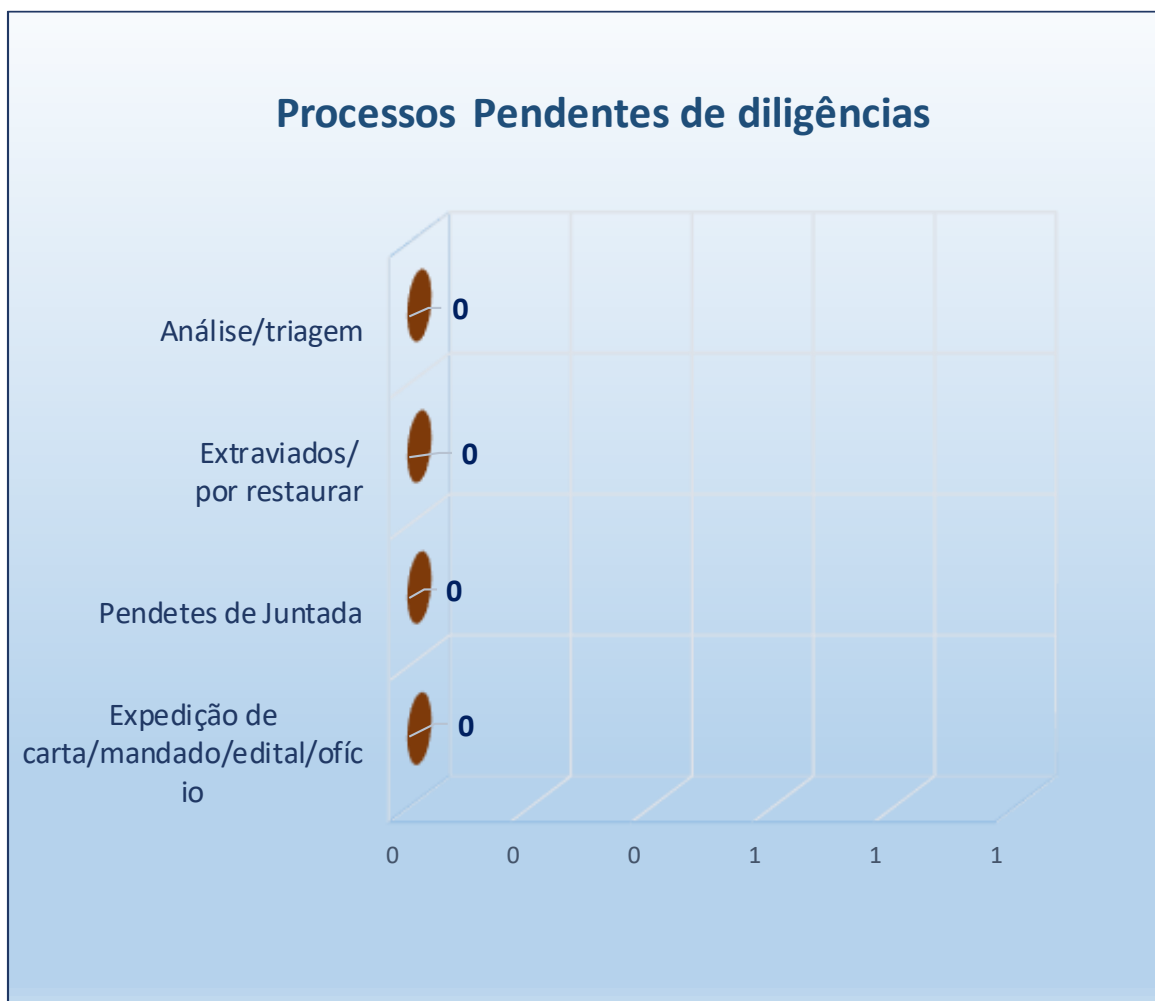 Processos Pendentes de diligências
Análise/triagem
0
Extraviados/
por restaurar
0
Pendetes de Juntada
0
Expedição de
carta/mandado/edital/ofíc
io
0
0 0 0 1 1 1